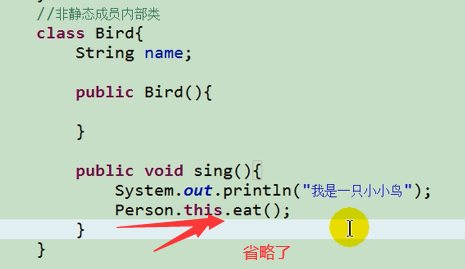 //非静态成员内部类
class Bird{
String name;
public Bird(){
}
public void sing(){
System.out.println("我是一只小小鸟");
Person.this.eat();
}
省略了
}